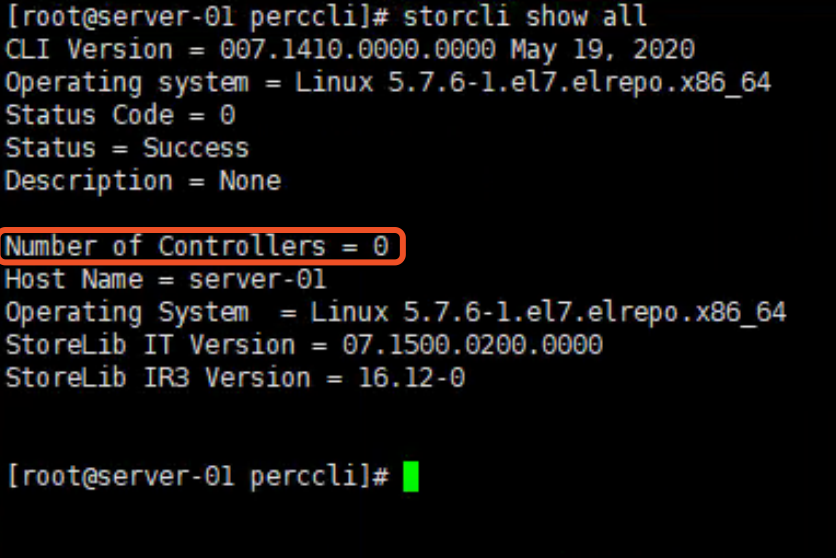 [root@server-01 perccli]# storcli show all
CLI Version = 007.1410.0000.0000 May 19, 2020
Operating system = Linux 5.7.6-1.el7.elrepo.x86_64
Status Code = 0
Status = Success
Description = None
Number of Controllers = 0
Host Name = server-01
Operating System  = Linux 5.7.6-1.el7.elrepo.x86_64
StoreLib IT Version = 07.1500.0200.0000
StoreLib IR3 Version = 16.12-0
[root@server-01 perccli]#